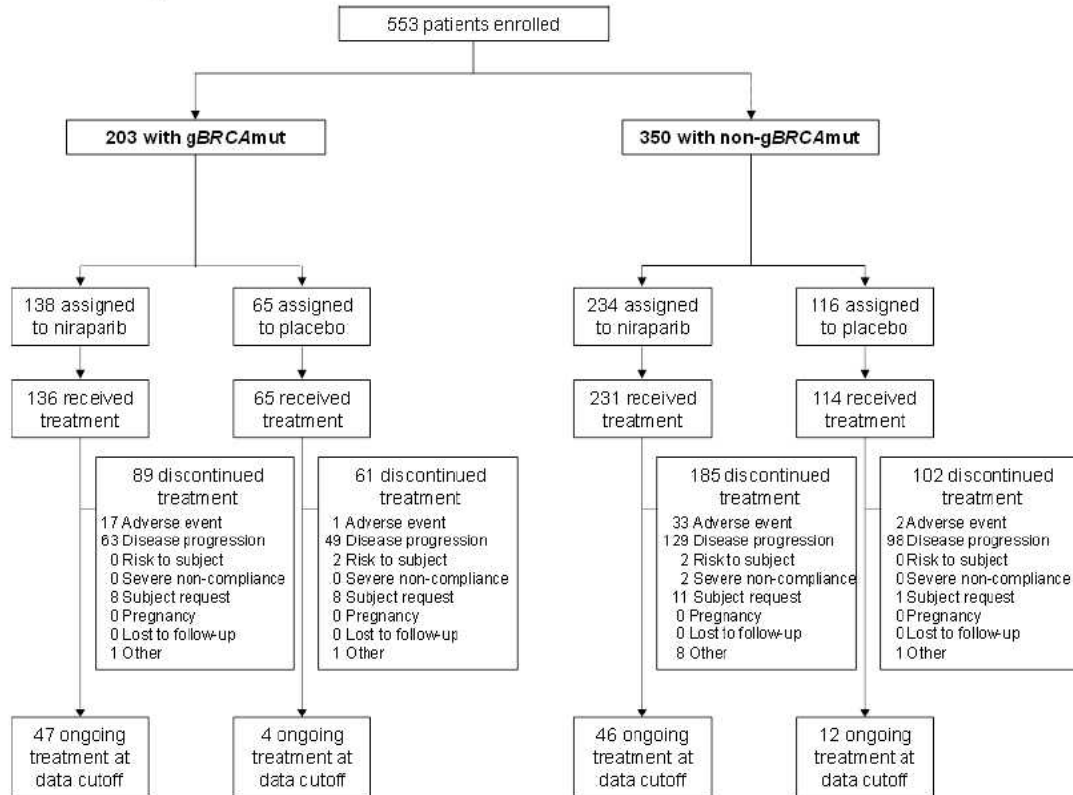 553 patients enrolled
203 with gBRCAmut
350 with non-gBRCAmut
138 assigned
to niraparib
65 assigned
to placebo
234 assigned
to niraparib
116 assigned
to placebo
136 received
treatment
65 received
treatment
231 received
treatment
114 received
treatment
89 discontinued
treatment
17 Adverse event
63 Disease progression
0 Risk to subject
0 Severe non-compliance
8 Subject request
0 Pregnancy
0 Lost to follow-up
1 Other
61 discontinued
treatment
1 Adverse event
49 Disease progression
2 Risk to subject
0 Severe non-compliance
8 Subject request
0 Pregnancy
0 Lost to follow-up
1 Other
185 discontinued
treatment
33 Adverse event
129 Disease progression
2 Risk to subject
2 Severe non-compliance
11 Subject request
0 Pregnancy
0 Lost to follow-up
8 Other
102 discontinued
treatment
2 Adverse event
98 Disease progression
0 Risk to subject
0 Severe non-compliance
1 Subject request
0 Pregnancy
0 Lost to follow-up
1 Other
47 ongoing
treatment at
data cutoff
4 ongoing
treatment at
data cutoff
46 ongoing
treatment at
data cutoff
12 ongoing
treatment at
data cutoff